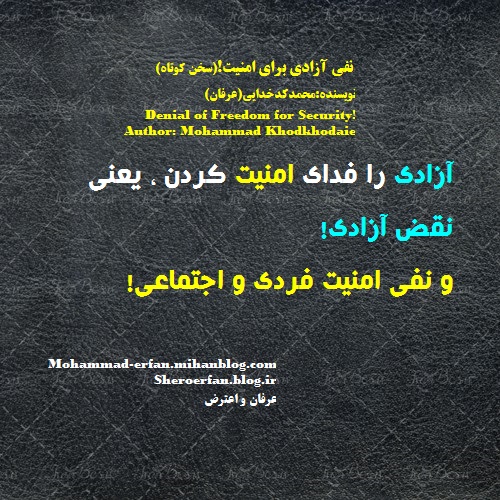 نفی آزادی برای امنیت!(سخن کوتاه)
نویسنده:محمدکدخدایی(عرفان)
Denial of Freedom for Security!
Author: Mohammad Khodkhodaie
آزادی را فدای امنیت کردن ، یعنی
نقض آزادی!
و نفی امنیت فردی و اجتماعی!
Mohammad-erfan.mihanblog.com
Sheroerfan.blog.ir
عرفان و اعترض